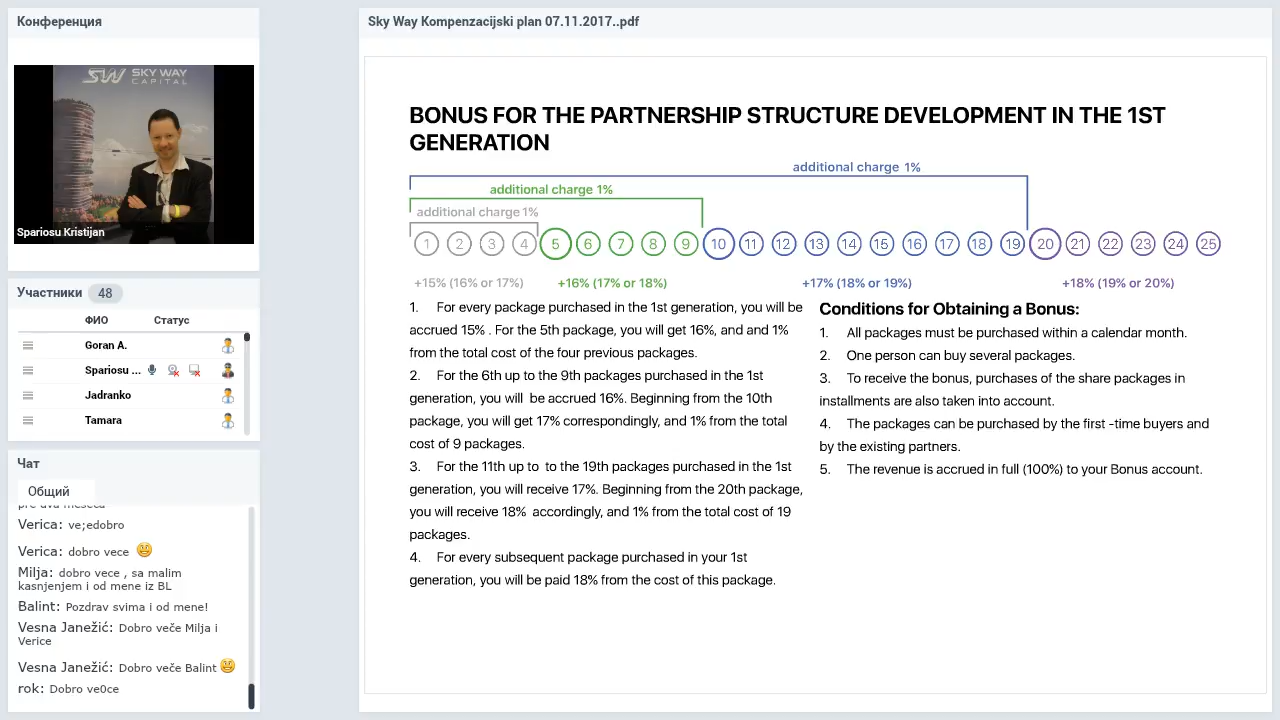 Конференция
SKY WAY
CAPITAL
Spariosu Kristijan
Участники 48
ФИО Статус
Goran A.
Spariosu ...
Jadranko
Tamara
Чат
Общий
pre dva meseca
Verica: ve;edobro
Verica: dobro vece
Milja: dobro vece , sa malim
kasnjenjem i od mene iz BL
Balint: Pozdrav svima i od mene!
Vesna Janežić: Dobro veče Milja i
Verice
Vesna Janežić: Dobro veče Balint
rok: Dobro ve0ce
Sky Way Kompenzacijski plan 07.11.2017..pdf
BONUS FOR THE PARTNERSHIP STRUCTURE DEVELOPMENT IN THE 1ST
GENERATION
additional charge 1%
additional charge 1%
additional charge 1%
1 2 3 4 5 6 7 8 9 10 11 12 13 14 15 16 17 18 19 20 21 22 23 24 25
+15% (16% or 17%) +16% (17% or 18%) +17% (18% or 19%) +18% (19% or 20%)
1. For every package purchased in the 1st generation, you will be
accrued 15% . For the 5th package, you will get 16%, and and 1%
from the total cost of the four previous packages.
2. For the 6th up to the 9th packages purchased in the 1st
generation, you will be accrued 16%. Beginning from the 10th
package, you will get 17% correspondingly, and 1% from the total
cost of 9 packages.
3. For the 11th up to to the 19th packages purchased in the 1st
generation, you will receive 17%. Beginning from the 20th package,
you will receive 18% accordingly, and 1% from the total cost of 19
packages.
4. For every subsequent package purchased in your 1st
generation, you will be paid 18% from the cost of this package.
Conditions for Obtaining a Bonus:
1. All packages must be purchased within a calendar month.
2. One person can buy several packages.
3. To receive the bonus, purchases of the share packages in
installments are also taken into account.
4. The packages can be purchased by the first -time buyers and
by the existing partners.
5. The revenue is accrued in full (100%) to your Bonus account.